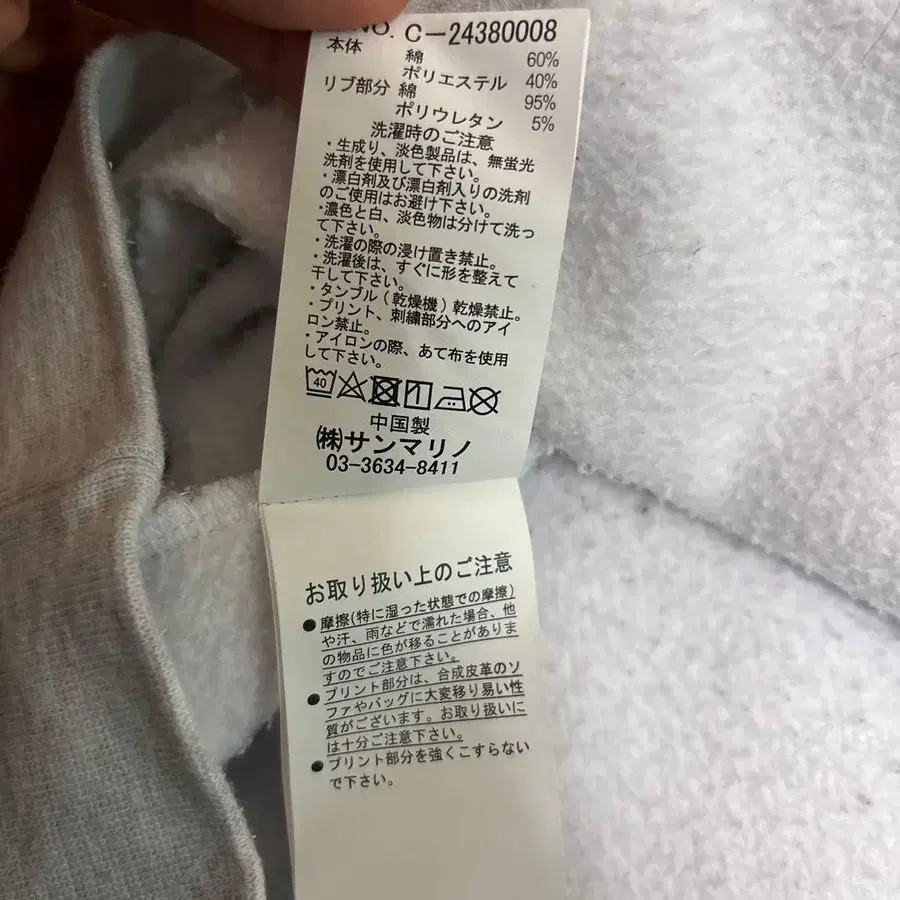 NO. C-24380008
本体 綿 60%
ポリエステル 40%
リブ部分 綿 95%
ポリウレタン 5%
洗濯時のご注意
・生成り、淡色製品は、無蛍光
洗剤を使用して下さい。
・漂白剤及び漂白剤入りの洗剤
のご使用はお避け下さい。
・濃色と白、淡色物は分けて洗っ
て下さい。
・洗濯の際の浸け置き禁止。
・洗濯後は、すぐに形を整えて
干して下さい。
・タンブル(乾燥機)乾燥禁止。
・プリント、刺繍部分へのアイ
ロン禁止。
・アイロンの際、あて布を使用
して下さい。
40
中国製
㈱サンマリノ
03-3634-8411
お取り扱い上のご注意
●摩擦(特に湿った状態での摩擦)
や汗、雨などで濡れた場合、他
の物品に色が移ることがありま
すのでご注意下さい。
●プリント部分は、合成皮革のソ
ファやバッグに大変移り易い性
質がございます。お取り扱いに
は十分ご注意下さい。
●プリント部分を強くこすらない
で下さい。